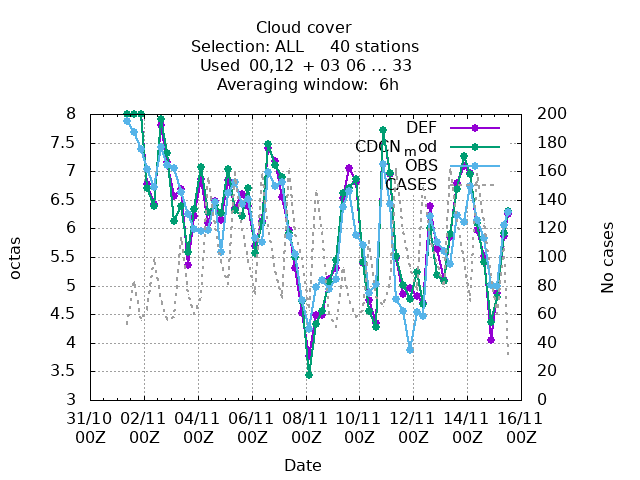 Cloud cover
Selection: ALL 40 stations
Used 00,12 + 03 06 ... 33
Averaging window: 6h
8
7.5
7
6.5
6
5.5
5
4.5
4
3.5
3
octas
200
180
160
140
120
100
80
60
40
20
0
No cases
DEF
CDCN_mod
OBS
CASES
31/10 02/11 04/11 06/11 08/11 10/11 12/11 14/11 16/11
00Z 00Z 00Z 00Z 00Z 00Z 00Z 00Z 00Z
Date